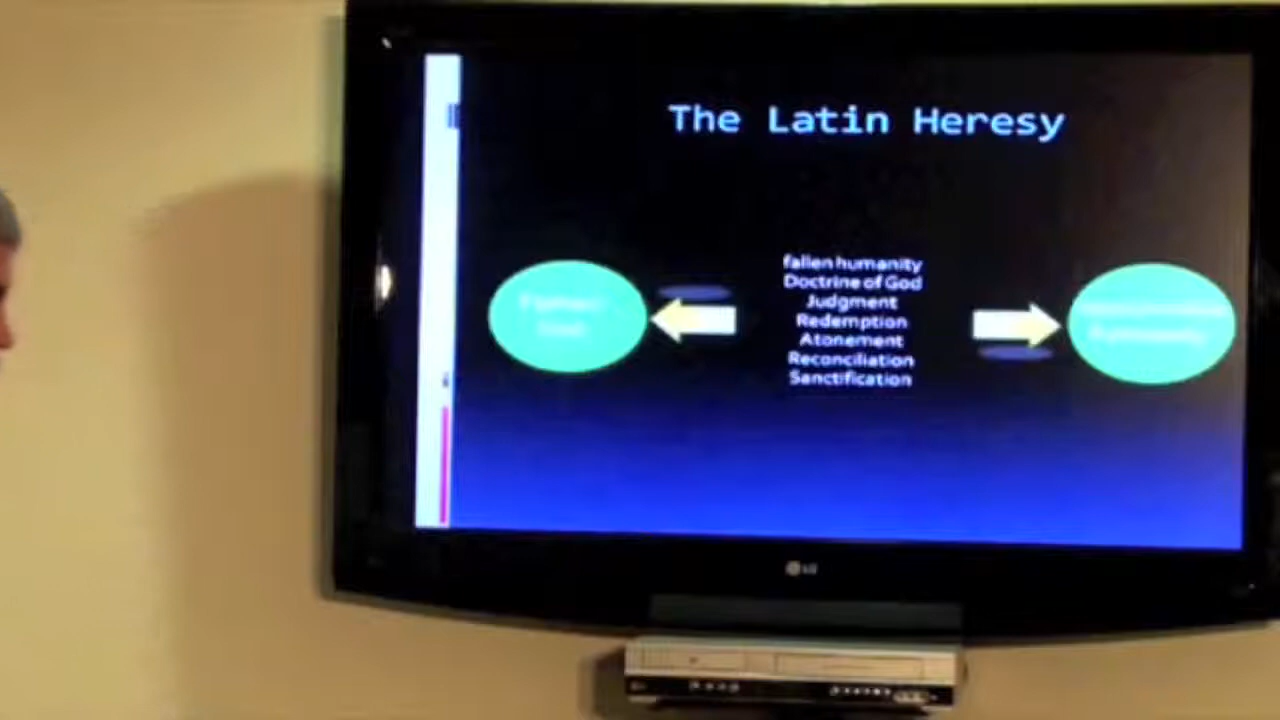 The Latin Heresy
fallen humanity
Doctrine of God
Judgment
Redemption
Atonement
Reconciliation
Sanctification
LG